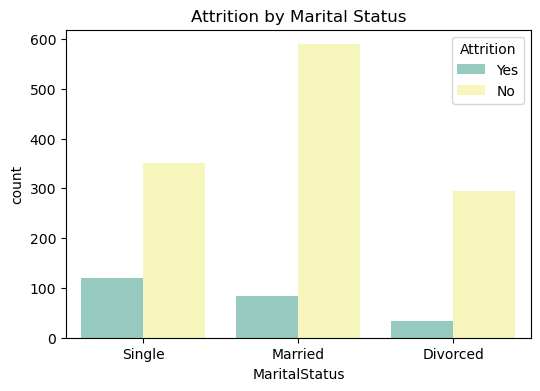 Attrition by Marital Status
Attrition
Yes
No
600
500
400
300
200
100
0
count
Single
Married
Divorced
MaritalStatus